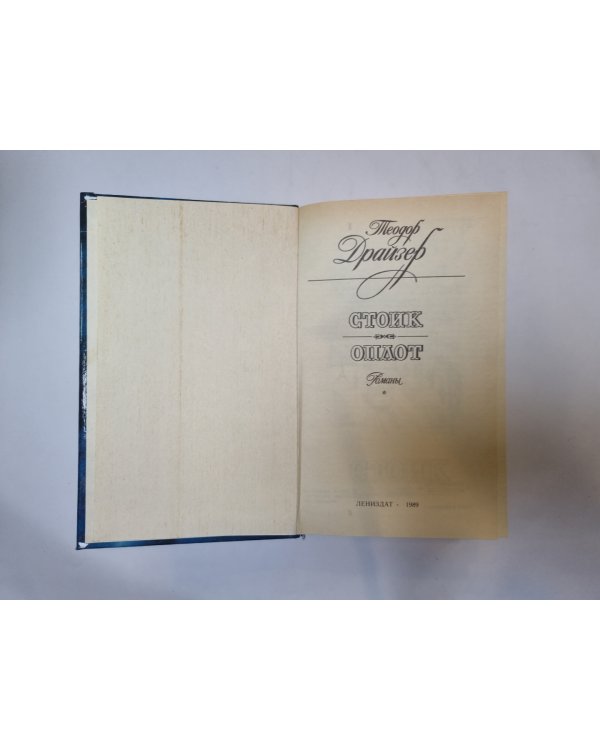 Теодор
Драйзер
СТОИК
ОПЛОТ
Романы
ЛЕНИЗДАТ · 1989